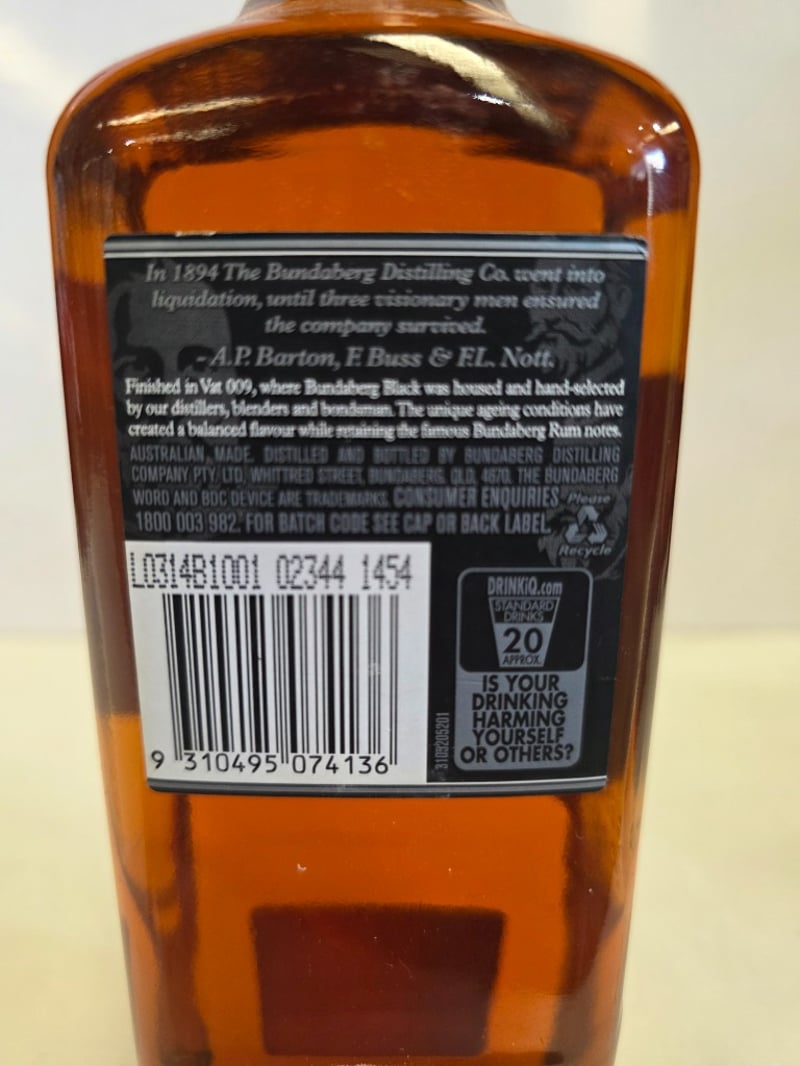 In 1894 The Bundaberg Distilling Co. went into
liquidation, until three visionary men ensured
the company survived.
- A.P. Barton, F. Buss & F.L. Nott.
Finished in Vat 009, where Bundaberg Black was housed and hand-selected
by our distillers, blenders and bondsman. The unique ageing conditions have
created a balanced flavour while retaining the famous Bundaberg Rum notes.
AUSTRALIAN MADE. DISTILLED AND BOTTLED BY BUNDABERG DISTILLING
COMPANY PTY. LTD. WHITTRED STREET, BUNDABERG, QLD, 4670. THE BUNDABERG
WORD AND BDC DEVICE ARE TRADEMARKS. CONSUMER ENQUIRIES
1800 003 982. FOR BATCH CODE SEE CAP OR BACK LABEL.
Please
Recycle
L0314B1001 02344 1454
9 310495 074136
3109205201
DRINKiQ.com
STANDARD
DRINKS
20
APPROX.
IS YOUR
DRINKING
HARMING
YOURSELF
OR OTHERS?